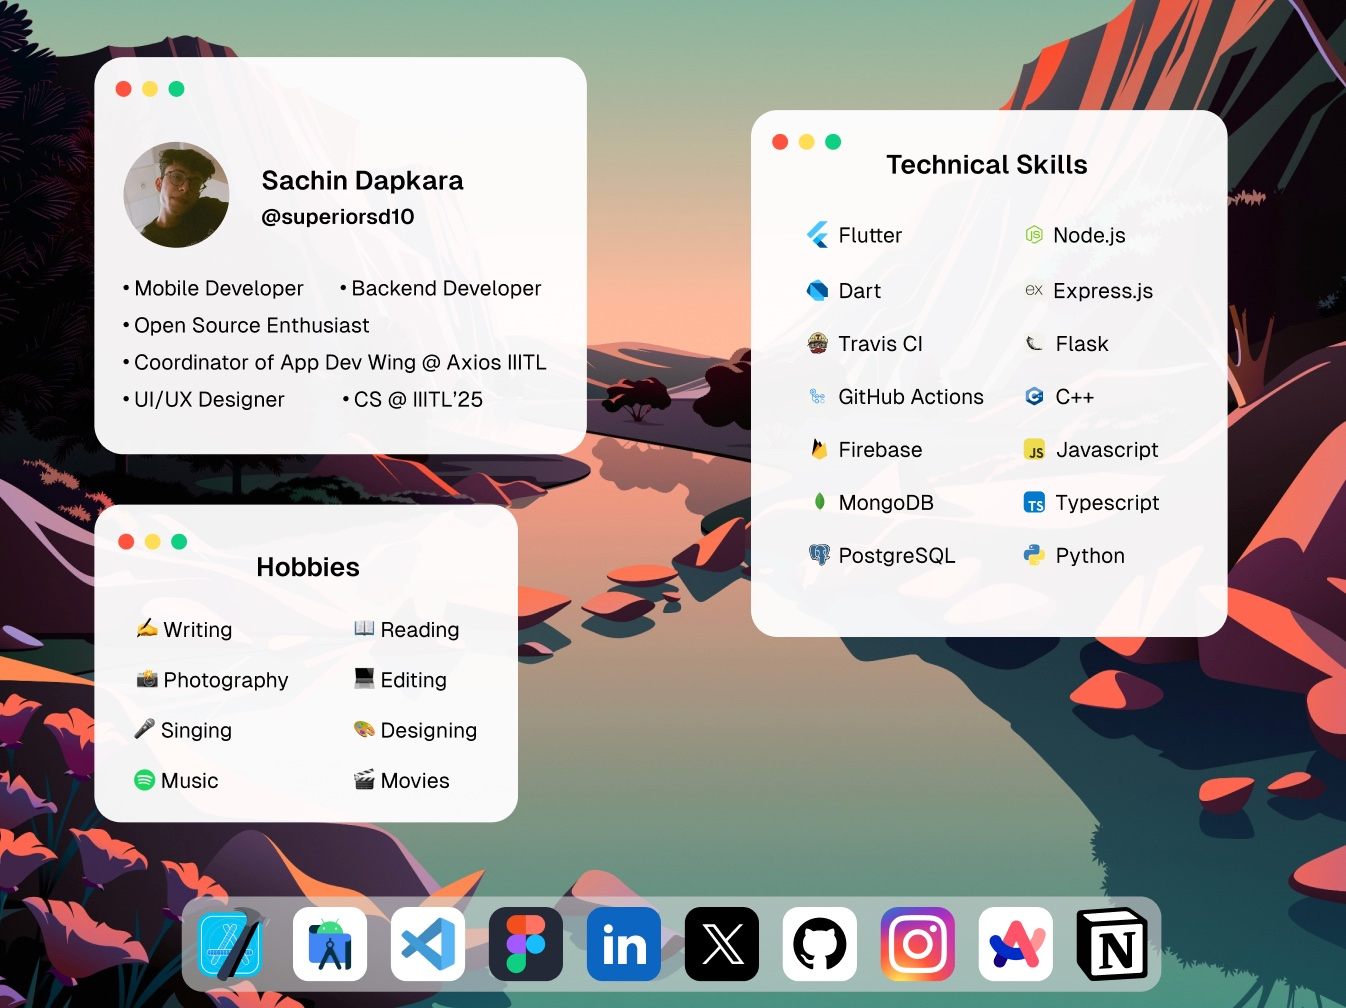 Sachin Dapkara
@superiorsd10
• Mobile Developer • Backend Developer
• Open Source Enthusiast
• Coordinator of App Dev Wing @ Axios IIITL
• UI/UX Designer • CS @ IIITL’25
Hobbies
Writing Reading
Photography Editing
Singing Designing
Music Movies
Technical Skills
Flutter Node.js
Dart ex Express.js
Travis CI Flask
GitHub Actions C++
Firebase JS Javascript
MongoDB TS Typescript
PostgreSQL Python
in X N